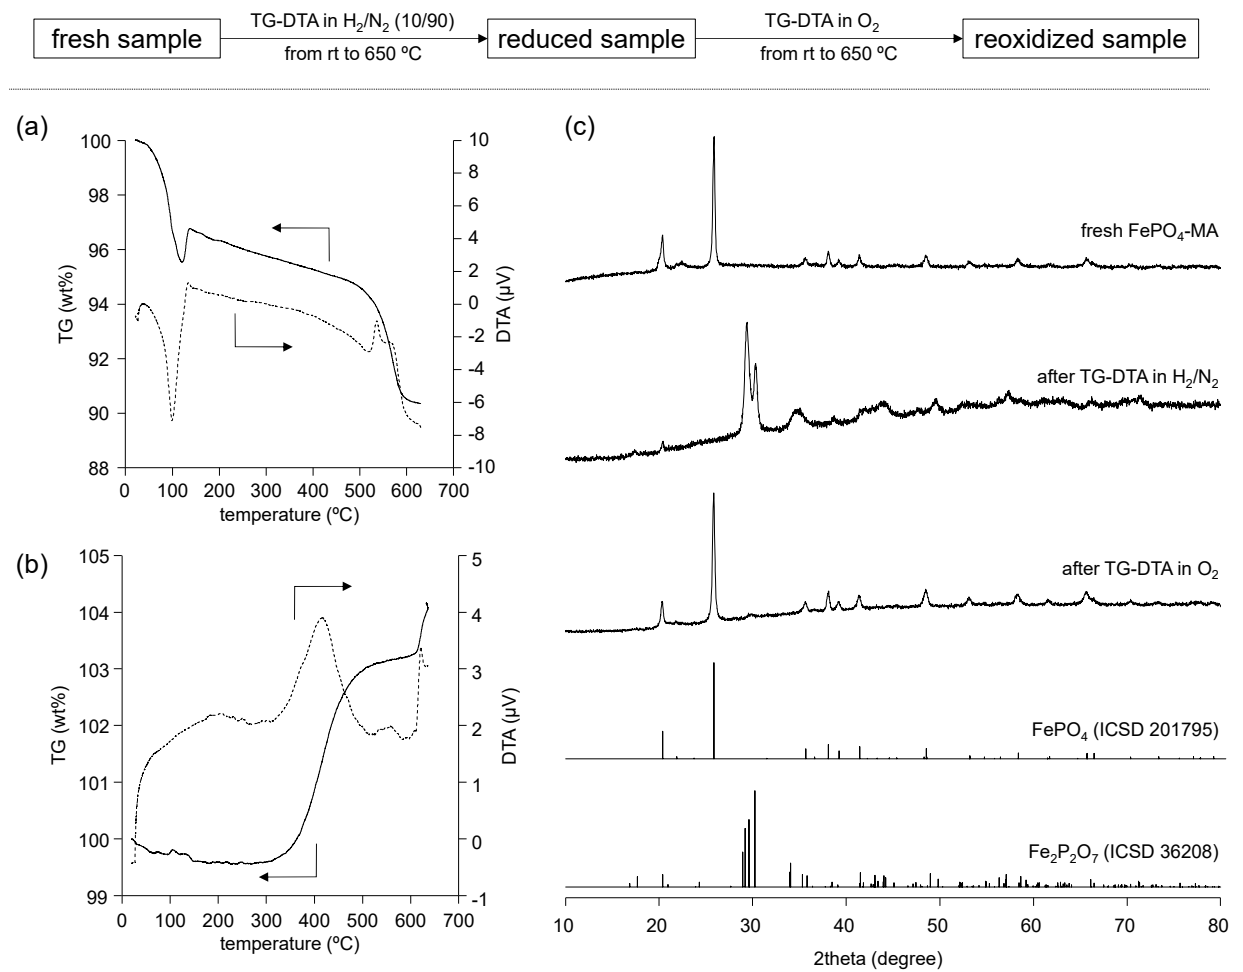 fresh sample
TG-DTA in H₂/N₂ (10/90)
from rt to 650 ºC
reduced sample
TG-DTA in O₂
from rt to 650 ºC
reoxidized sample
(a)
TG (wt%)
100
98
96
94
92
90
88
10
8
6
4
2
0
-2
-4
-6
-8
-10
DTA (µV)
0 100 200 300 400 500 600 700
temperature (ºC)
(b)
TG (wt%)
105
104
103
102
101
100
99
5
4
3
2
1
0
-1
DTA (µV)
0 100 200 300 400 500 600 700
temperature (ºC)
(c)
fresh FePO₄-MA
after TG-DTA in H₂/N₂
after TG-DTA in O₂
FePO₄ (ICSD 201795)
Fe₂P₂O₇ (ICSD 36208)
10 20 30 40 50 60 70 80
2theta (degree)